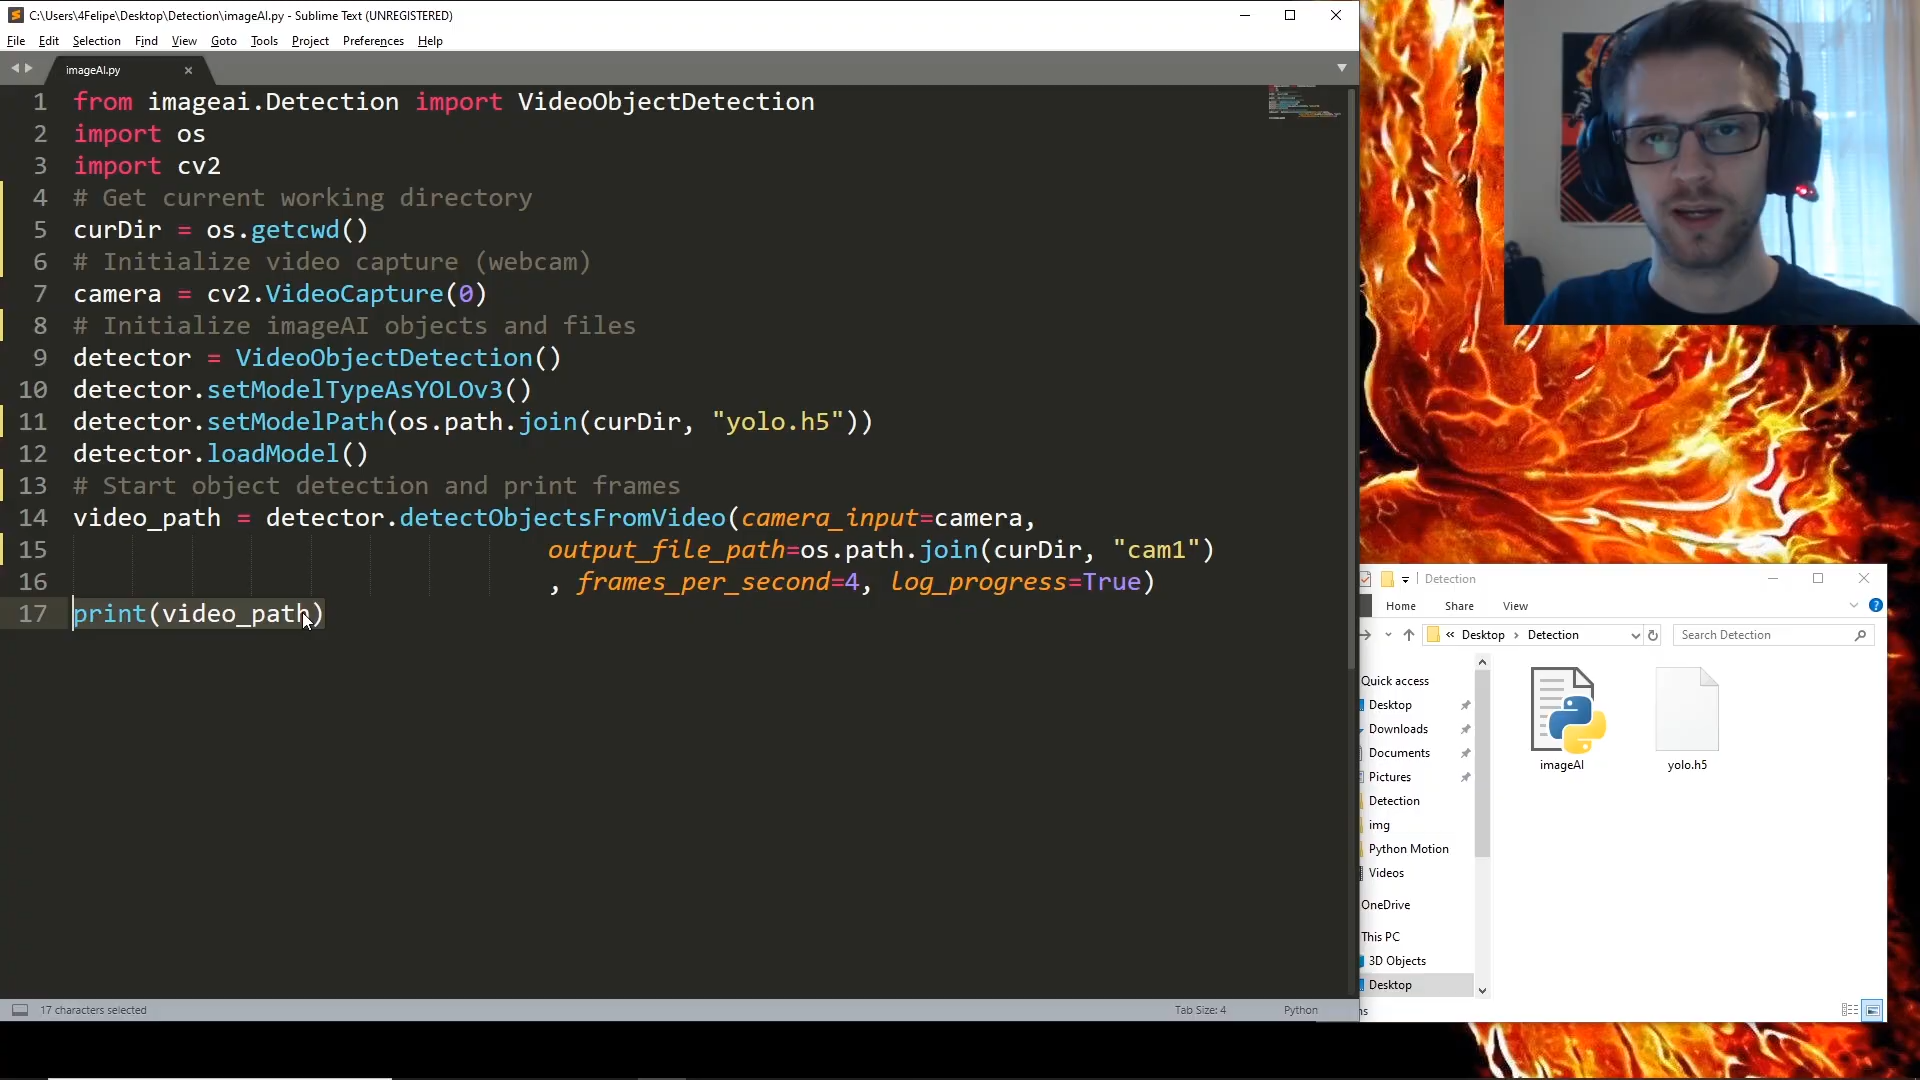 C:\Users\4Felipe\Desktop\Detection\imageAI.py - Sublime Text (UNREGISTERED)
File Edit Selection Find View Goto Tools Project Preferences Help
imageAI.py
1 from imageai.Detection import VideoObjectDetection
2 import os
3 import cv2
4 # Get current working directory
5 curDir = os.getcwd()
6 # Initialize video capture (webcam)
7 camera = cv2.VideoCapture(0)
8 # Initialize imageAI objects and files
9 detector = VideoObjectDetection()
10 detector.setModelTypeAsYOLOv3()
11 detector.setModelPath(os.path.join(curDir, "yolo.h5"))
12 detector.loadModel()
13 # Start object detection and print frames
14 video_path = detector.detectObjectsFromVideo(camera_input=camera,
15 output_file_path=os.path.join(curDir, "cam1")
16 , frames_per_second=4, log_progress=True)
17 print(video_path)
17 characters selected
Tab Size: 4
Python
Detection
Home Share View
« Desktop › Detection
Search Detection
Quick access
Desktop
Downloads
Documents
Pictures
Detection
img
Python Motion
Videos
OneDrive
This PC
3D Objects
Desktop
imageAI
yolo.h5